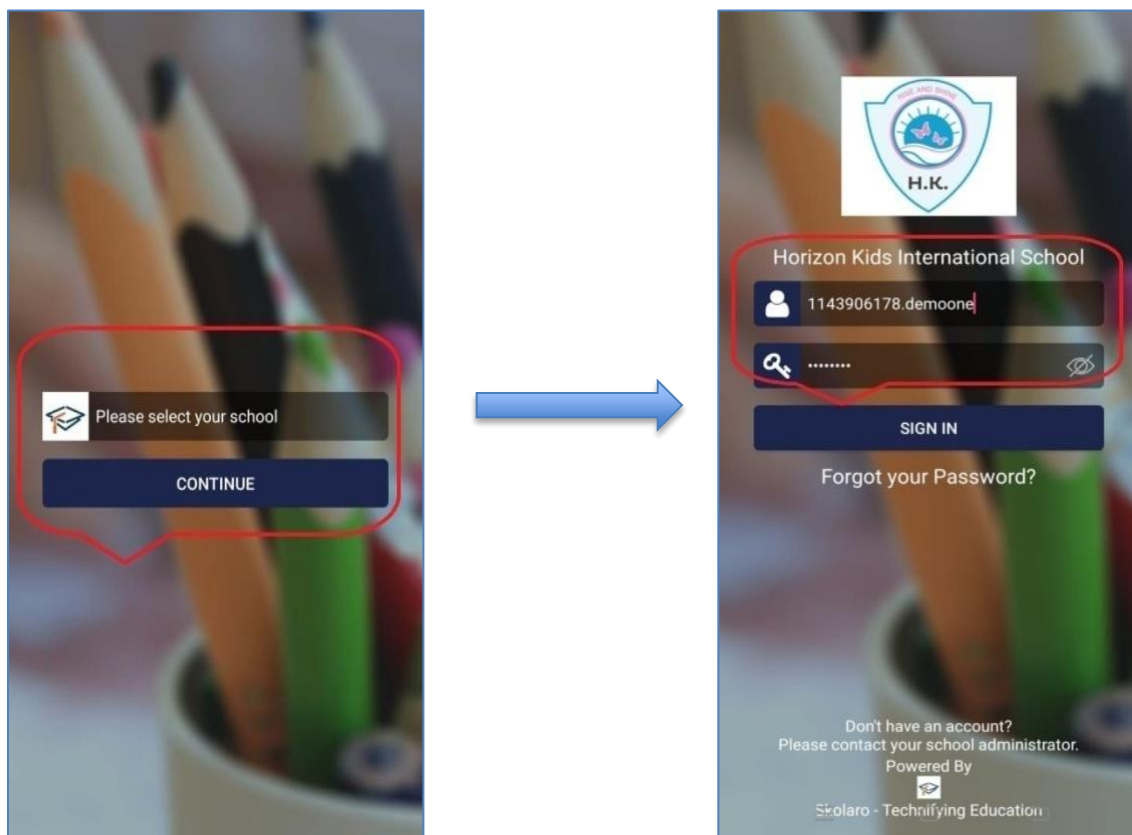 Please select your school
CONTINUE
RISE AND SHINE
H.K.
Horizon Kids International School
1143906178.demoone
••••••••
SIGN IN
Forgot your Password?
Don't have an account?
Please contact your school administrator.
Powered By
Skolaro - Technifying Education